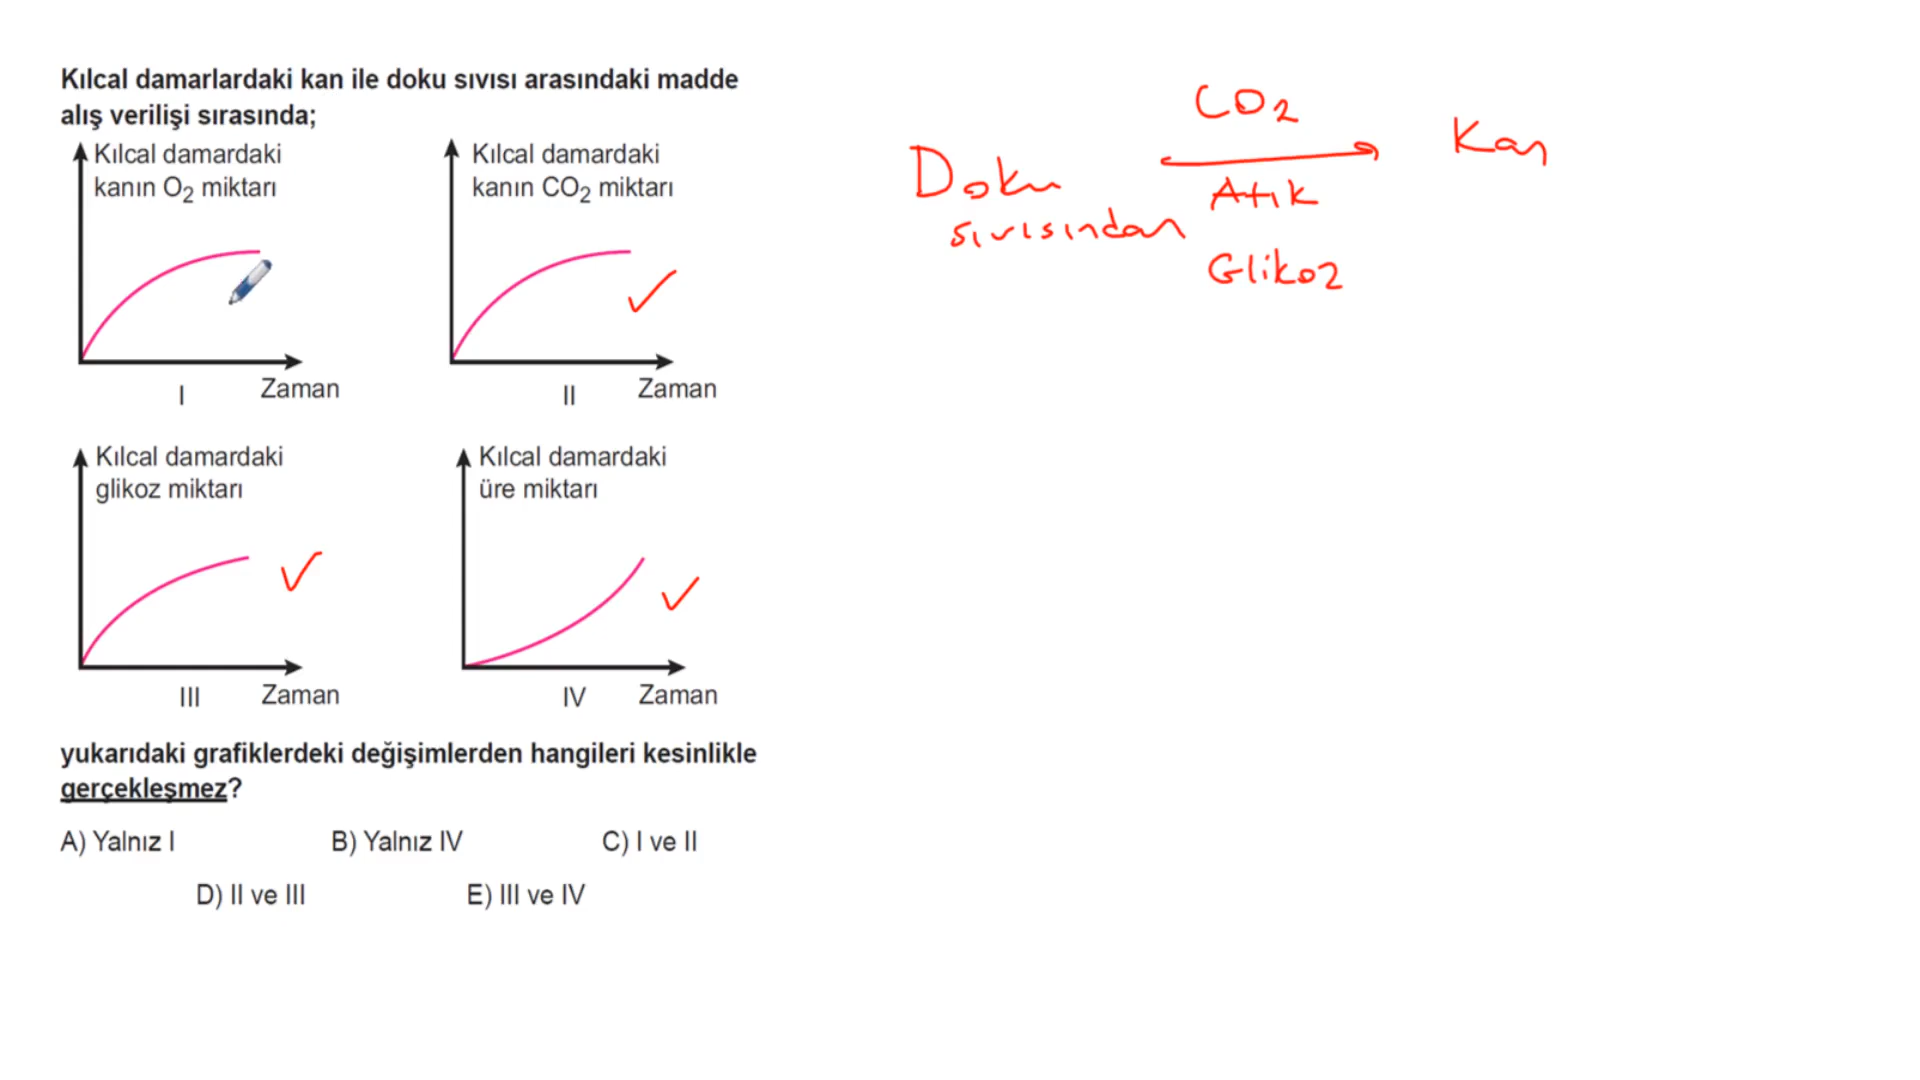 Kılcal damarlardaki kan ile doku sıvısı arasındaki madde
alış verilişi sırasında;
Kılcal damardaki
kanın O2 miktarı
Zaman
I
Kılcal damardaki
kanın CO2 miktarı
Zaman
II
Kılcal damardaki
glikoz miktarı
Zaman
III
Kılcal damardaki
üre miktarı
Zaman
IV
yukarıdaki grafiklerdeki değişimlerden hangileri kesinlikle
gerçekleşmez?
A) Yalnız I
B) Yalnız IV
C) I ve II
D) II ve III
E) III ve IV
Doku
sıvısından
CO2
Atık
Glikoz
Kan